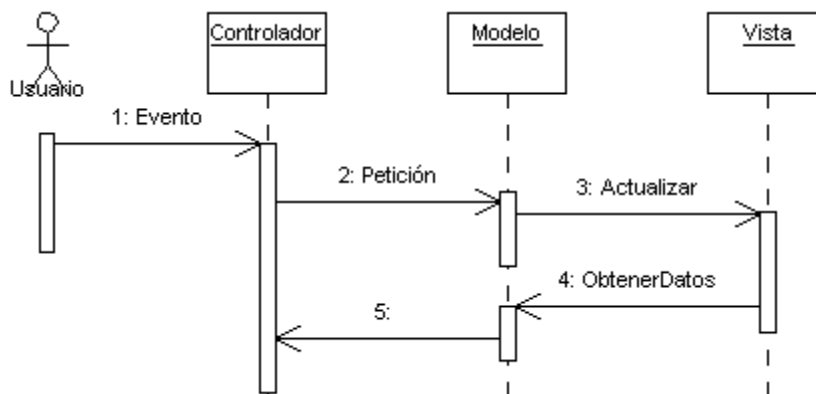 Controlador
Modelo
Vista
Usuario
1: Evento
2: Petición
3: Actualizar
4: ObtenerDatos
5: